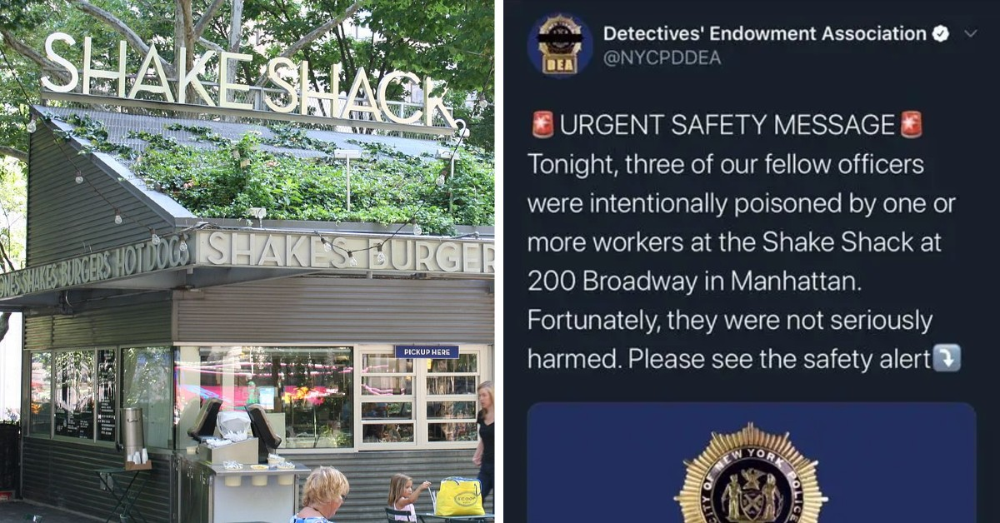 SHAKE SHACK
SHAKES BURGERS HOT DOGS
SHAKES BURGER
PICKUP HERE
Detectives' Endowment Association
@NYCPDDEA
DEA
🚨URGENT SAFETY MESSAGE🚨
Tonight, three of our fellow officers
were intentionally poisoned by one or
more workers at the Shake Shack at
200 Broadway in Manhattan.
Fortunately, they were not seriously
harmed. Please see the safety alert⤵️
CITY OF NEW YORK POLICE